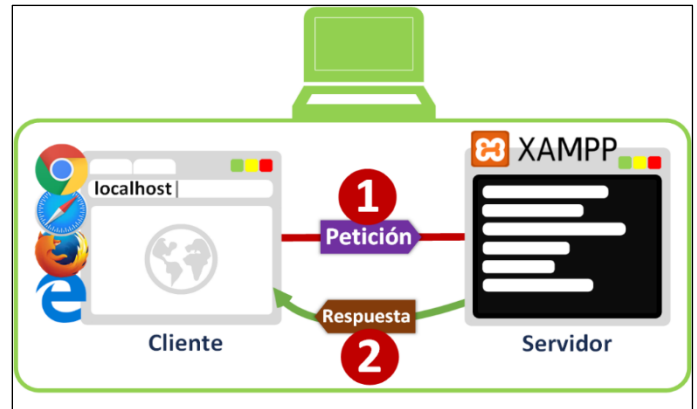 XAMPP
localhost
1
Petición
Respuesta
2
Cliente
Servidor